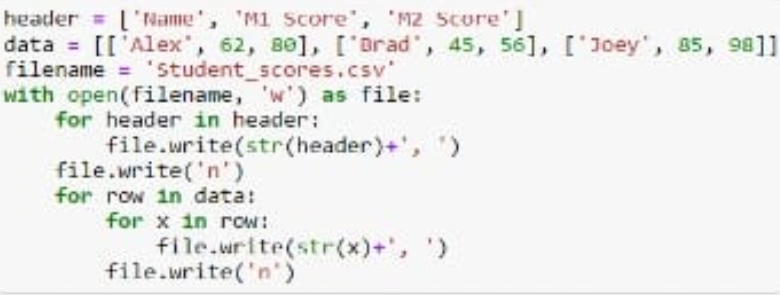 header = ['Name', 'M1 Score', 'M2 Score']
data = [['Alex', 62, 80], ['Brad', 45, 56], ['Joey', 85, 98]]
filename = 'Student_scores.csv'
with open(filename, 'w') as file:
    for header in header:
        file.write(str(header)+', ')
    file.write('n')
    for row in data:
        for x in row:
            file.write(str(x)+', ')
        file.write('n')